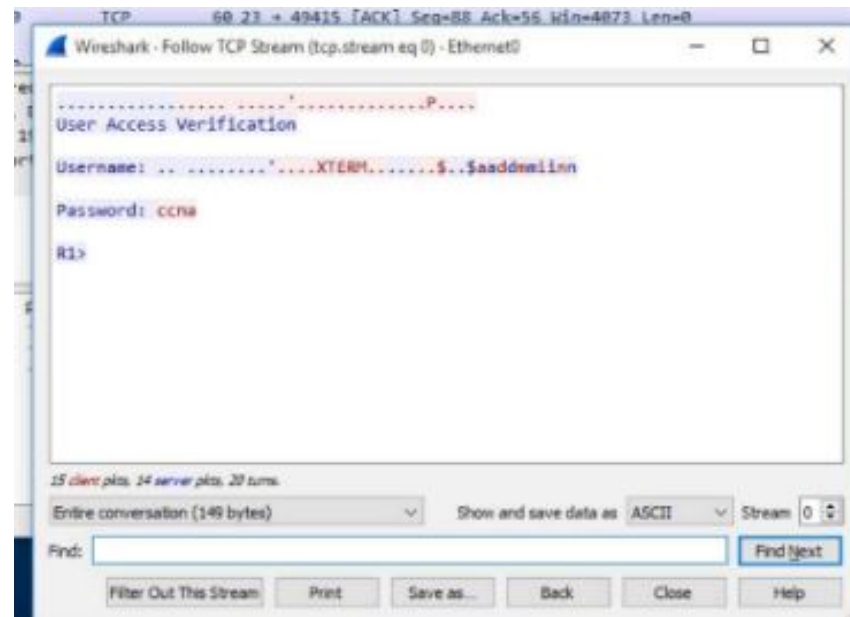 TCP 60 23 → 49415 [ACK] Seq=88 Ack=56 Win=4073 Len=0
Wireshark · Follow TCP Stream (tcp.stream eq 0) · Ethernet0
................. .....'.............P....
User Access Verification
Username: .. ........'....XTERM.......$..$aaddmmiinn
Password: ccna
R1>
15 client pkts, 14 server pkts, 20 turns.
Entire conversation (149 bytes)
Show and save data as
ASCII
Stream
0
Find:
Find Next
Filter Out This Stream
Print
Save as...
Back
Close
Help